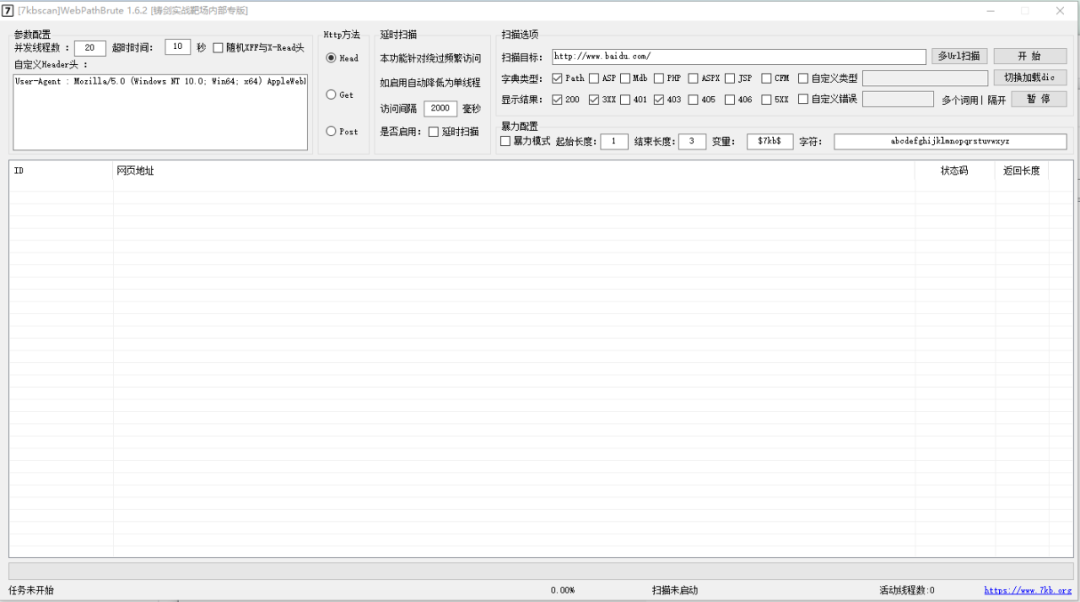 [7kbscan]WebPathBrute 1.6.2 [铸剑实战靶场内部专版]
参数配置
并发线程数 : 20 超时时间: 10 秒 随机XFF与X-Read头
自定义Header头 :
User-Agent : Mozilla/5.0 (Windows NT 10.0; Win64; x64) AppleWebl
Http方法
Head
Get
Post
延时扫描
本功能针对绕过频繁访问
如启用自动降低为单线程
访问间隔 2000 毫秒
是否启用: 延时扫描
扫描选项
扫描目标: http://www.baidu.com/ 多Url扫描 开 始
字典类型: Path ASP Mdb PHP ASPX JSP CFM 自定义类型 切换加载dic
显示结果: 200 3XX 401 403 405 406 5XX 自定义错误 多个词用| 隔开 暂 停
暴力配置
暴力模式 起始长度: 1 结束长度: 3 变量: $7kb$ 字符: abcdefghijklmnopqrstuvwxyz
ID 网页地址 状态码 返回长度
任务未开始 0.00% 扫描未启动 活动线程数:0 https://www.7kb.org